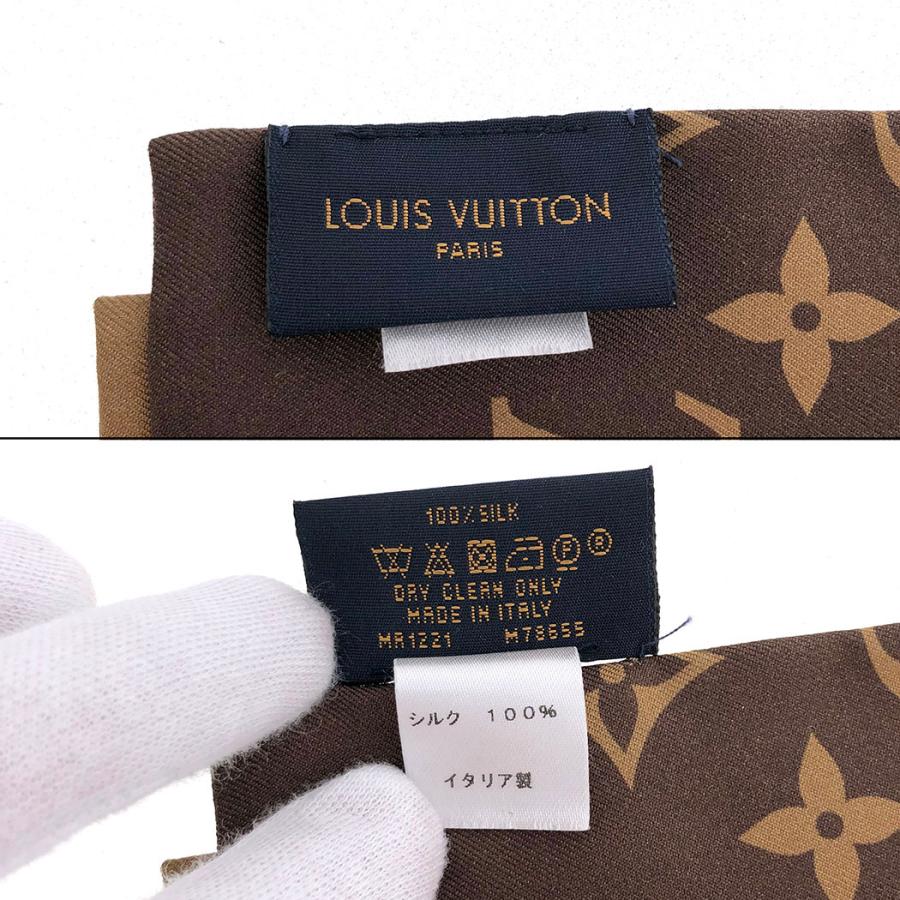 LOUIS VUITTON
PARIS
100% SILK
P R
DRY CLEAN ONLY
MADE IN ITALY
MR1221 M78655
シルク 100%
イタリア製